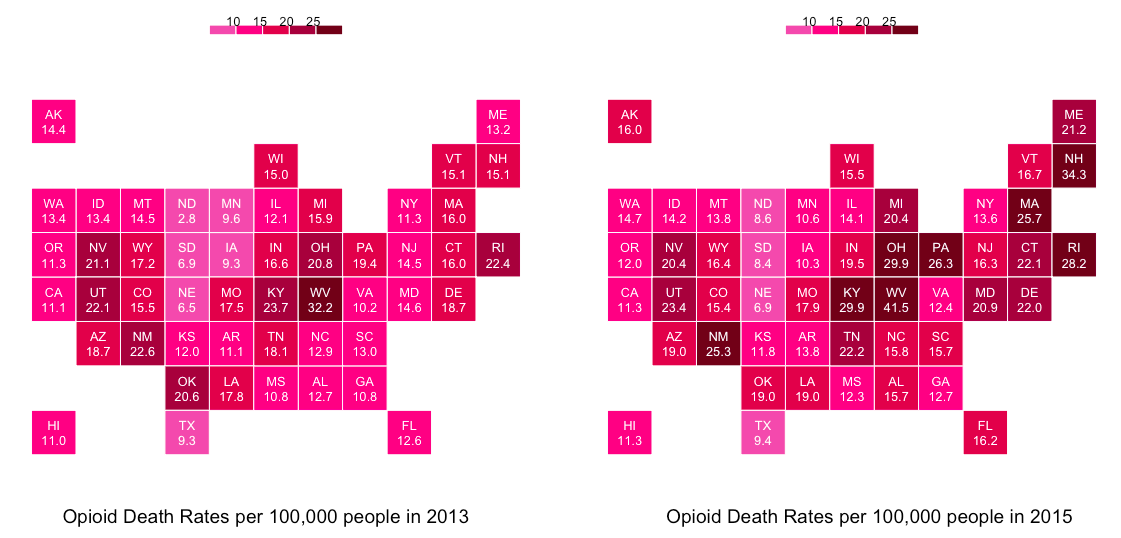 10 15 20 25
AK
14.4
ME
13.2
WI
15.0
VT
15.1
NH
15.1
WA
13.4
ID
13.4
MT
14.5
ND
2.8
MN
9.6
IL
12.1
MI
15.9
NY
11.3
MA
16.0
OR
11.3
NV
21.1
WY
17.2
SD
6.9
IA
9.3
IN
16.6
OH
20.8
PA
19.4
NJ
14.5
CT
16.0
RI
22.4
CA
11.1
UT
22.1
CO
15.5
NE
6.5
MO
17.5
KY
23.7
WV
32.2
VA
10.2
MD
14.6
DE
18.7
AZ
18.7
NM
22.6
KS
12.0
AR
11.1
TN
18.1
NC
12.9
SC
13.0
OK
20.6
LA
17.8
MS
10.8
AL
12.7
GA
10.8
HI
11.0
TX
9.3
FL
12.6
Opioid Death Rates per 100,000 people in 2013
10 15 20 25
AK
16.0
ME
21.2
WI
15.5
VT
16.7
NH
34.3
WA
14.7
ID
14.2
MT
13.8
ND
8.6
MN
10.6
IL
14.1
MI
20.4
NY
13.6
MA
25.7
OR
12.0
NV
20.4
WY
16.4
SD
8.4
IA
10.3
IN
19.5
OH
29.9
PA
26.3
NJ
16.3
CT
22.1
RI
28.2
CA
11.3
UT
23.4
CO
15.4
NE
6.9
MO
17.9
KY
29.9
WV
41.5
VA
12.4
MD
20.9
DE
22.0
AZ
19.0
NM
25.3
KS
11.8
AR
13.8
TN
22.2
NC
15.8
SC
15.7
OK
19.0
LA
19.0
MS
12.3
AL
15.7
GA
12.7
HI
11.3
TX
9.4
FL
16.2
Opioid Death Rates per 100,000 people in 2015